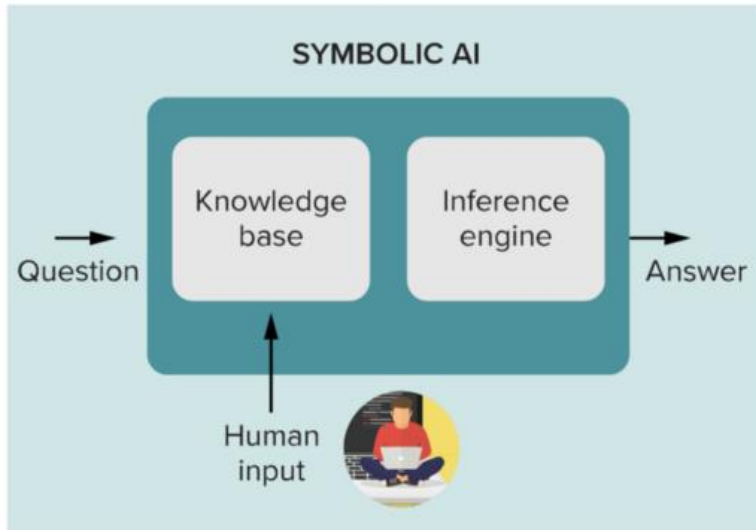 SYMBOLIC AI
Knowledge
base
Inference
engine
Question
Answer
Human
input